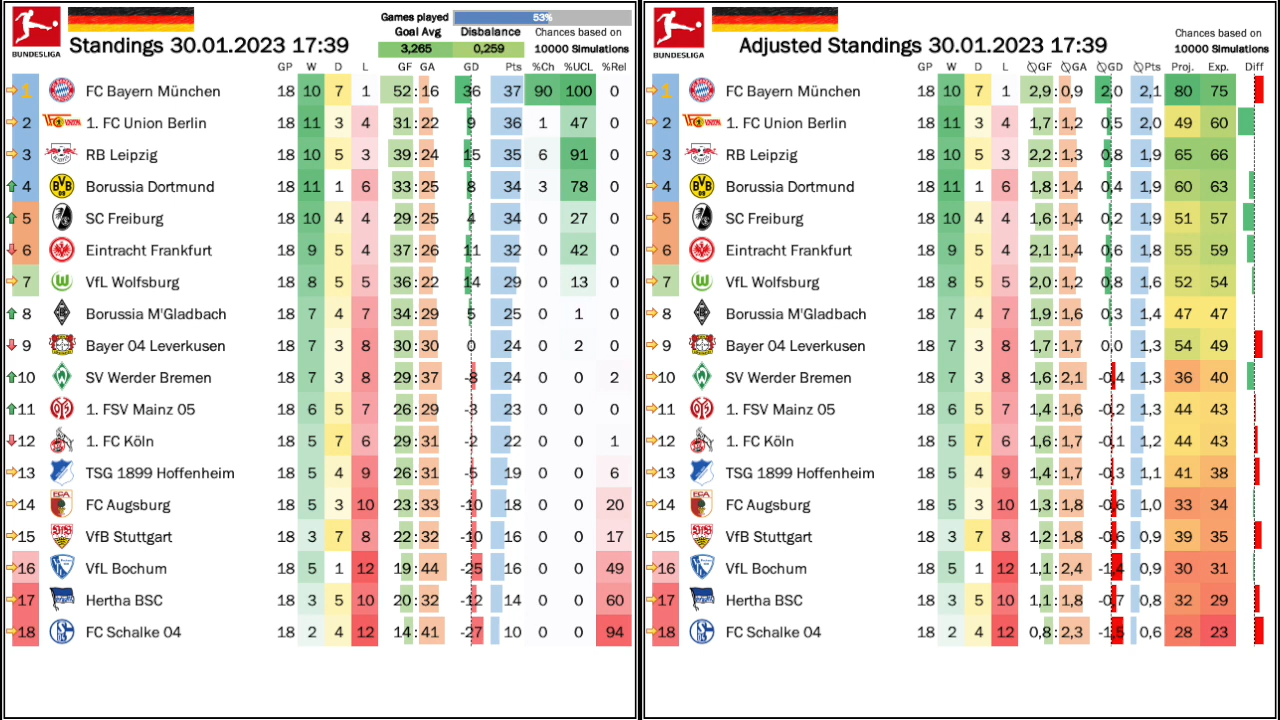 BUNDESLIGA
Standings 30.01.2023 17:39
Games played 53%
Goal Avg Disbalance Chances based on
3,265 0,259 10000 Simulations
GP W D L GF GA GD Pts %Ch %UCL %Rel
1 FC Bayern München 18 10 7 1 52:16 36 37 90 100 0
2 1. FC Union Berlin 18 11 3 4 31:22 9 36 1 47 0
3 RB Leipzig 18 10 5 3 39:24 15 35 6 91 0
4 Borussia Dortmund 18 11 1 6 33:25 8 34 3 78 0
5 SC Freiburg 18 10 4 4 29:25 4 34 0 27 0
6 Eintracht Frankfurt 18 9 5 4 37:26 11 32 0 42 0
7 VfL Wolfsburg 18 8 5 5 36:22 14 29 0 13 0
8 Borussia M'Gladbach 18 7 4 7 34:29 5 25 0 1 0
9 Bayer 04 Leverkusen 18 7 3 8 30:30 0 24 0 2 0
10 SV Werder Bremen 18 7 3 8 29:37 -8 24 0 0 2
11 1. FSV Mainz 05 18 6 5 7 26:29 -3 23 0 0 0
12 1. FC Köln 18 5 7 6 29:31 -2 22 0 0 1
13 TSG 1899 Hoffenheim 18 5 4 9 26:31 -5 19 0 0 6
14 FC Augsburg 18 5 3 10 23:33 -10 18 0 0 20
15 VfB Stuttgart 18 3 7 8 22:32 -10 16 0 0 17
16 VfL Bochum 18 5 1 12 19:44 -25 16 0 0 49
17 Hertha BSC 18 3 5 10 20:32 -12 14 0 0 60
18 FC Schalke 04 18 2 4 12 14:41 -27 10 0 0 94
BUNDESLIGA
Adjusted Standings 30.01.2023 17:39
Chances based on
10000 Simulations
GP W D L ∅GF ∅GA ∅GD ∅Pts Proj. Exp. Diff
1 FC Bayern München 18 10 7 1 2,9:0,9 2,0 2,1 80 75
2 1. FC Union Berlin 18 11 3 4 1,7:1,2 0,5 2,0 49 60
3 RB Leipzig 18 10 5 3 2,2:1,3 0,8 1,9 65 66
4 Borussia Dortmund 18 11 1 6 1,8:1,4 0,4 1,9 60 63
5 SC Freiburg 18 10 4 4 1,6:1,4 0,2 1,9 51 57
6 Eintracht Frankfurt 18 9 5 4 2,1:1,4 0,6 1,8 55 59
7 VfL Wolfsburg 18 8 5 5 2,0:1,2 0,8 1,6 52 54
8 Borussia M'Gladbach 18 7 4 7 1,9:1,6 0,3 1,4 47 47
9 Bayer 04 Leverkusen 18 7 3 8 1,7:1,7 0,0 1,3 54 49
10 SV Werder Bremen 18 7 3 8 1,6:2,1 -0,4 1,3 36 40
11 1. FSV Mainz 05 18 6 5 7 1,4:1,6 -0,2 1,3 44 43
12 1. FC Köln 18 5 7 6 1,6:1,7 -0,1 1,2 44 43
13 TSG 1899 Hoffenheim 18 5 4 9 1,4:1,7 -0,3 1,1 41 38
14 FC Augsburg 18 5 3 10 1,3:1,8 -0,6 1,0 33 34
15 VfB Stuttgart 18 3 7 8 1,2:1,8 -0,6 0,9 39 35
16 VfL Bochum 18 5 1 12 1,1:2,4 -1,4 0,9 30 31
17 Hertha BSC 18 3 5 10 1,1:1,8 -0,7 0,8 32 29
18 FC Schalke 04 18 2 4 12 0,8:2,3 -1,5 0,6 28 23